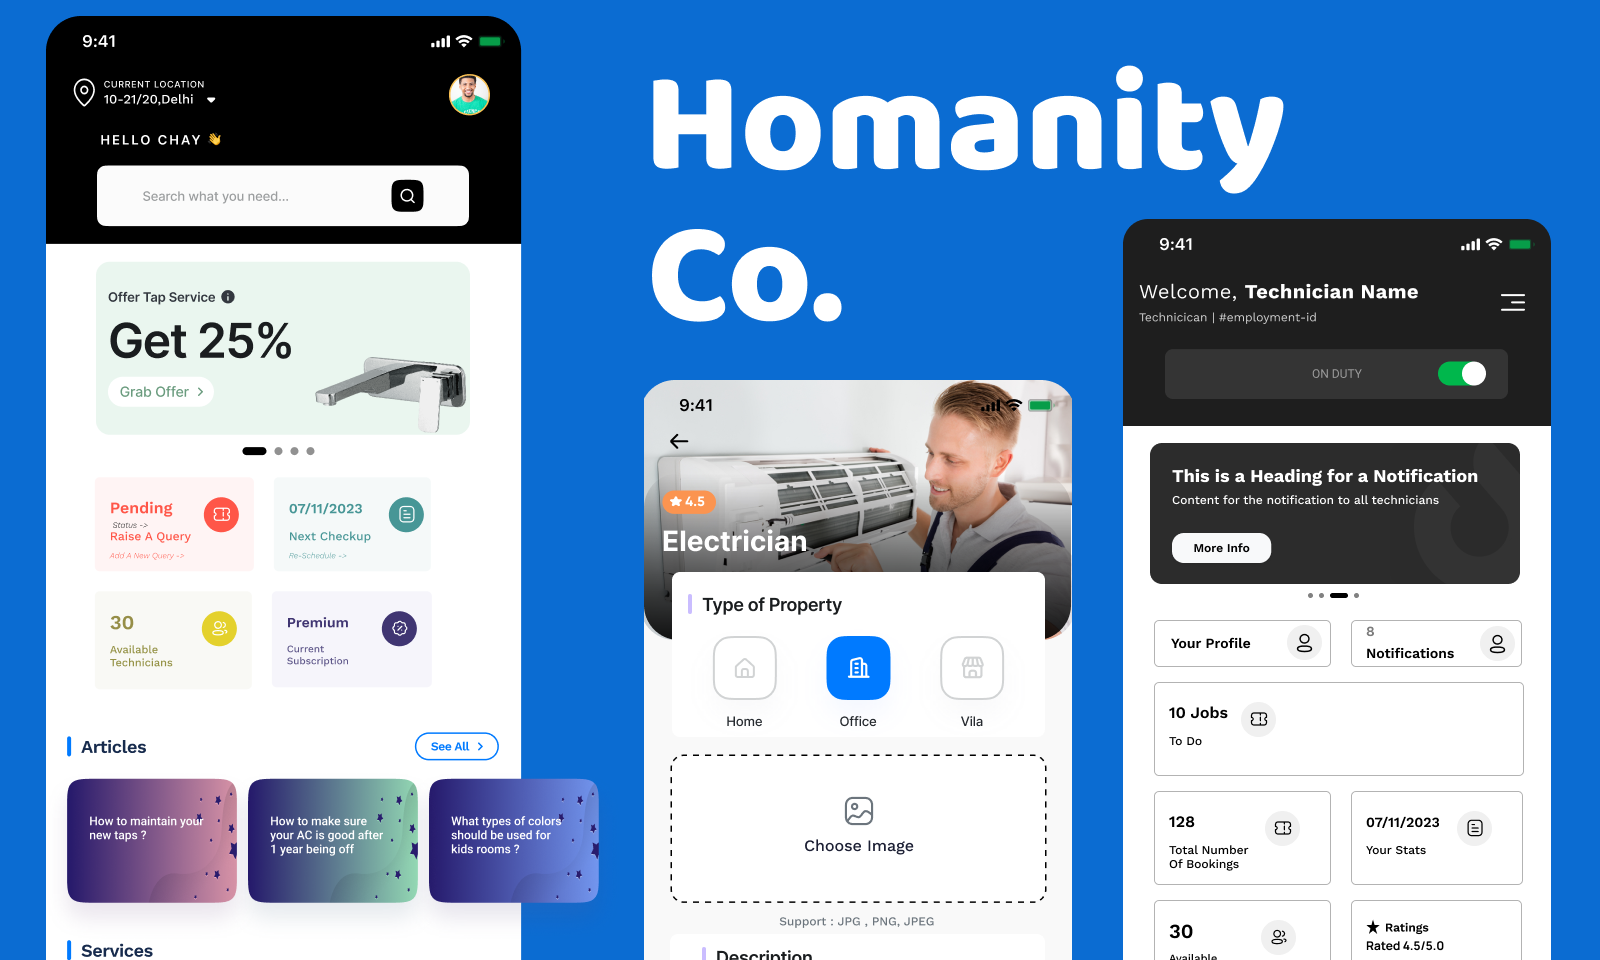 9:41
CURRENT LOCATION
10-21/20,Delhi
HELLO CHAY 👋
Search what you need...
Offer Tap Service
Get 25%
Grab Offer
Pending
Status ->
Raise A Query
Add A New Query ->
07/11/2023
Next Checkup
Re-Schedule ->
30
Available
Technicians
Premium
Current
Subscription
Articles
See All
How to maintain your
new taps ?
How to make sure
your AC is good after
1 year being off
What types of colors
should be used for
kids rooms ?
Services
Homanity
Co.
9:41
4.5
Electrician
Type of Property
Home
Office
Vila
Choose Image
Support : JPG , PNG, JPEG
Description
9:41
Welcome, Technician Name
Technicican | #employment-id
ON DUTY
This is a Heading for a Notification
Content for the notification to all technicians
More Info
Your Profile
8
Notifications
10 Jobs
To Do
128
Total Number
Of Bookings
07/11/2023
Your Stats
30
Available
Ratings
Rated 4.5/5.0